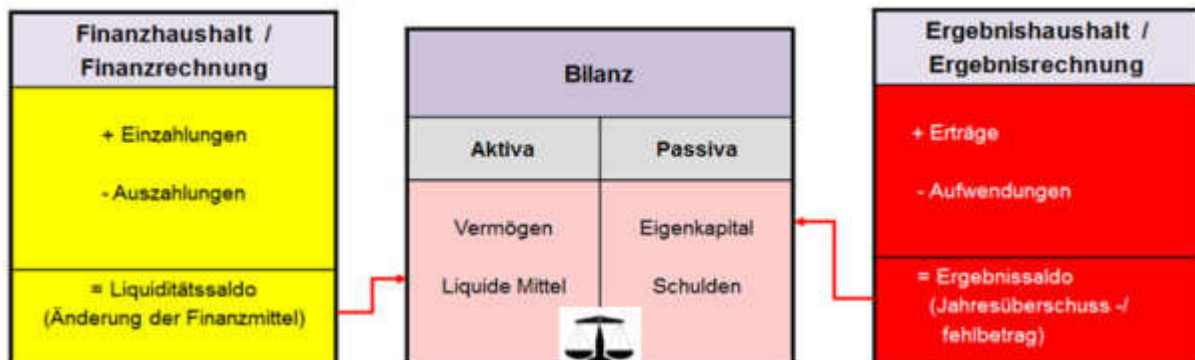 Finanzhaushalt /
Finanzrechnung
+ Einzahlungen
- Auszahlungen
= Liquiditätssaldo
(Änderung der Finanzmittel)
Bilanz
Aktiva
Passiva
Vermögen
Eigenkapital
Liquide Mittel
Schulden
Ergebnishaushalt /
Ergebnisrechnung
+ Erträge
- Aufwendungen
= Ergebnissaldo
(Jahresüberschuss -/
fehlbetrag)